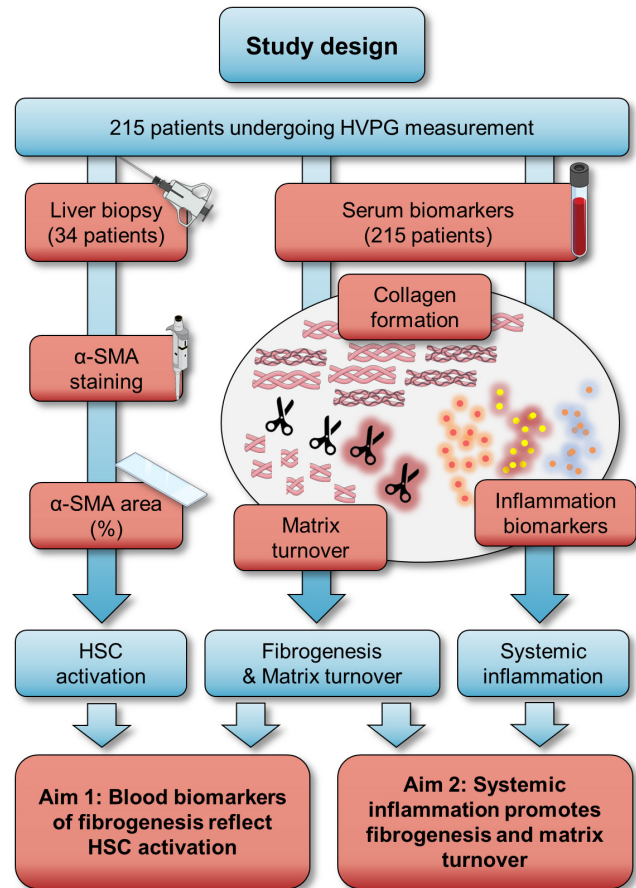 Study design
215 patients undergoing HVPG measurement
Liver biopsy
(34 patients)
Serum biomarkers
(215 patients)
Collagen
formation
α-SMA
staining
α-SMA area
(%)
Matrix
turnover
Inflammation
biomarkers
HSC
activation
Fibrogenesis
& Matrix turnover
Systemic
inflammation
Aim 1: Blood biomarkers
of fibrogenesis reflect
HSC activation
Aim 2: Systemic
inflammation promotes
fibrogenesis and matrix
turnover